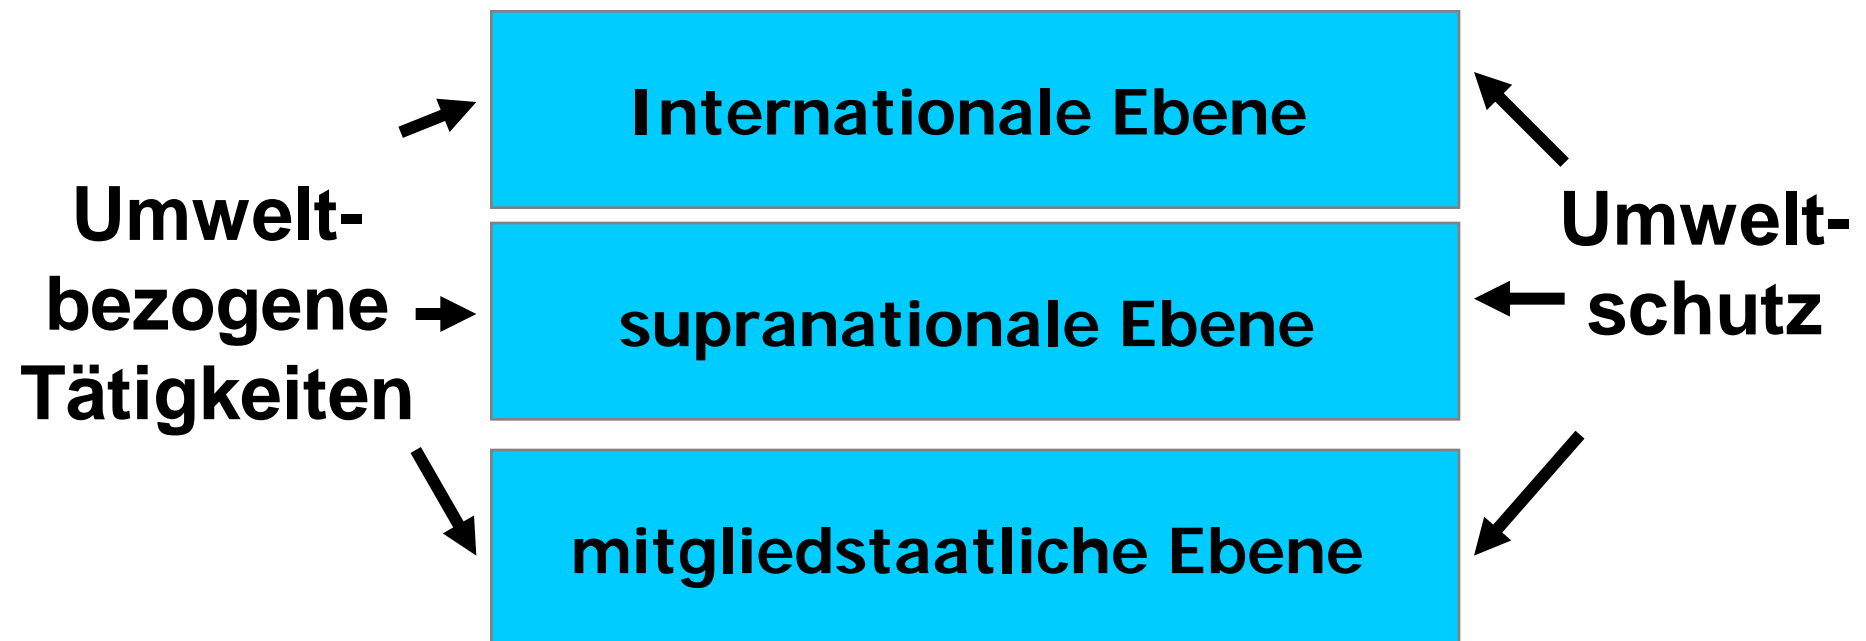 Internationale Ebene
Umwelt-
bezogene
Tätigkeiten
supranationale Ebene
Umwelt-
schutz
mitgliedstaatliche Ebene